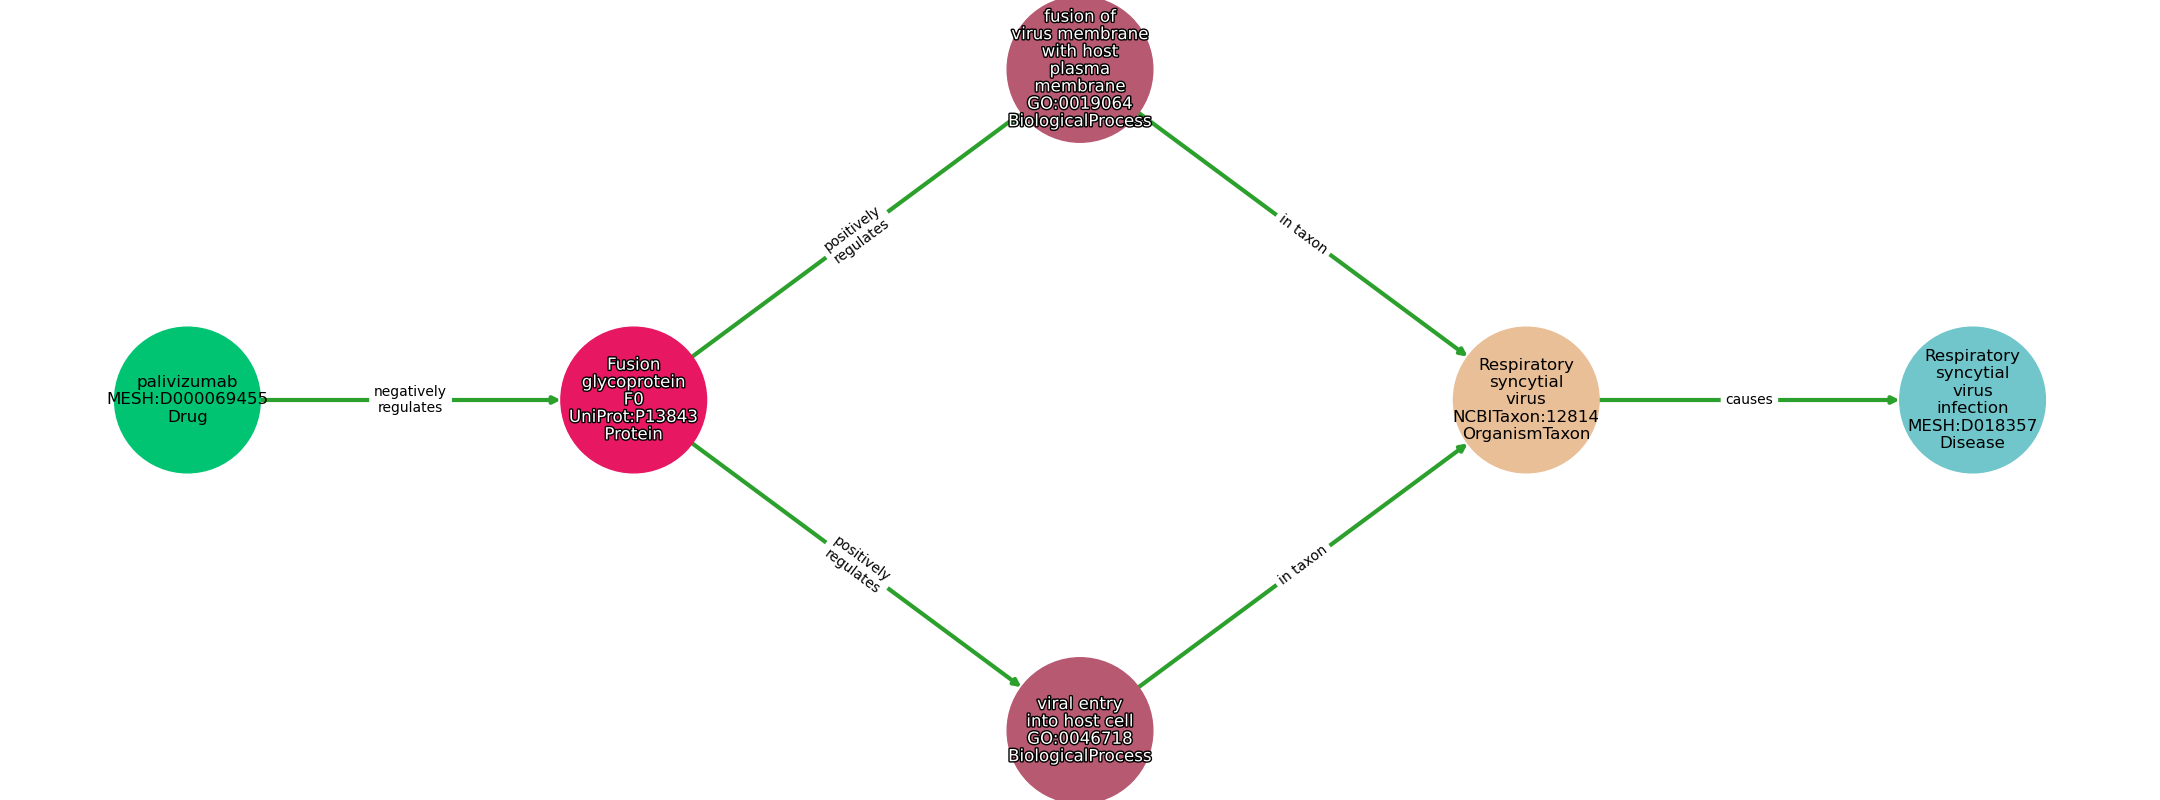 fusion of
virus membrane
with host
plasma
membrane
GO:0019064
BiologicalProcess
positively
regulates
in taxon
palivizumab
MESH:D000069455
Drug
negatively
regulates
Fusion
glycoprotein
F0
UniProt:P13843
Protein
Respiratory
syncytial
virus
NCBITaxon:12814
OrganismTaxon
causes
Respiratory
syncytial
virus
infection
MESH:D018357
Disease
positively
regulates
in taxon
viral entry
into host cell
GO:0046718
BiologicalProcess